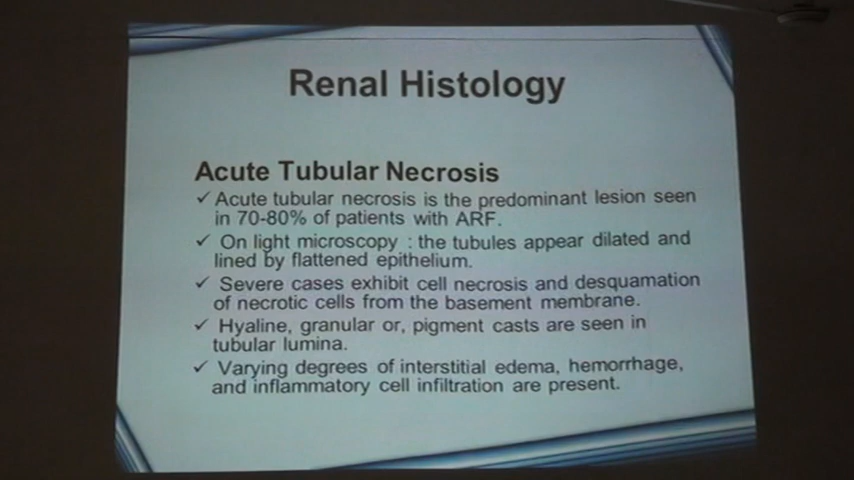 Renal Histology
Acute Tubular Necrosis
✓ Acute tubular necrosis is the predominant lesion seen
in 70-80% of patients with ARF.
✓ On light microscopy : the tubules appear dilated and
lined by flattened epithelium.
✓ Severe cases exhibit cell necrosis and desquamation
of necrotic cells from the basement membrane.
✓ Hyaline, granular or, pigment casts are seen in
tubular lumina.
✓ Varying degrees of interstitial edema, hemorrhage,
and inflammatory cell infiltration are present.